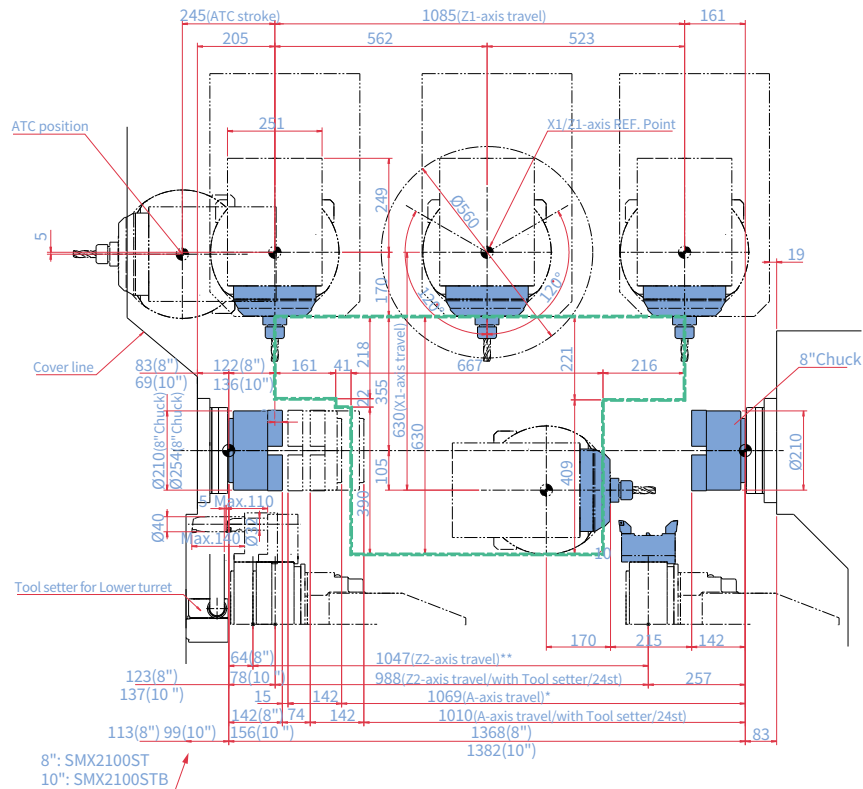 245(ATC stroke)
1085(Z1-axis travel)
161
205
562
523
ATC position
251
X1/Z1-axis REF. Point
249
Ø560
5
19
170
120°
120°
Cover line
83(8")
69(10")
122(8")
136(10")
161
41
218
667
221
216
8"Chuck
355
630(X1-axis travel)
22
630
Ø210(8"Chuck)
Ø254(8"Chuck)
Ø210
105
390
409
5
Max.110
Ø40
Ø30
Max.140
10
Tool setter for Lower turret
170
215
142
64(8")
1047(Z2-axis travel)**
123(8")
78(10 ")
988(Z2-axis travel/with Tool setter/24st)
257
137(10 ")
15
142
1069(A-axis travel)*
142(8")
74
142
1010(A-axis travel/with Tool setter/24st)
113(8")
99(10")
156(10 ")
1368(8")
83
1382(10")
8": SMX2100ST
10": SMX2100STB